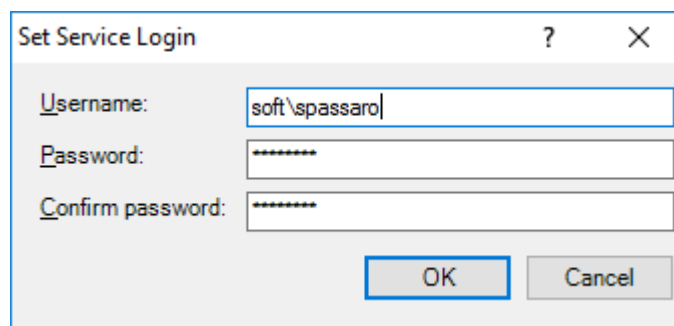 Set Service Login ?
Username: soft\spassaro
Password: ********
Confirm password: ********
OK Cancel